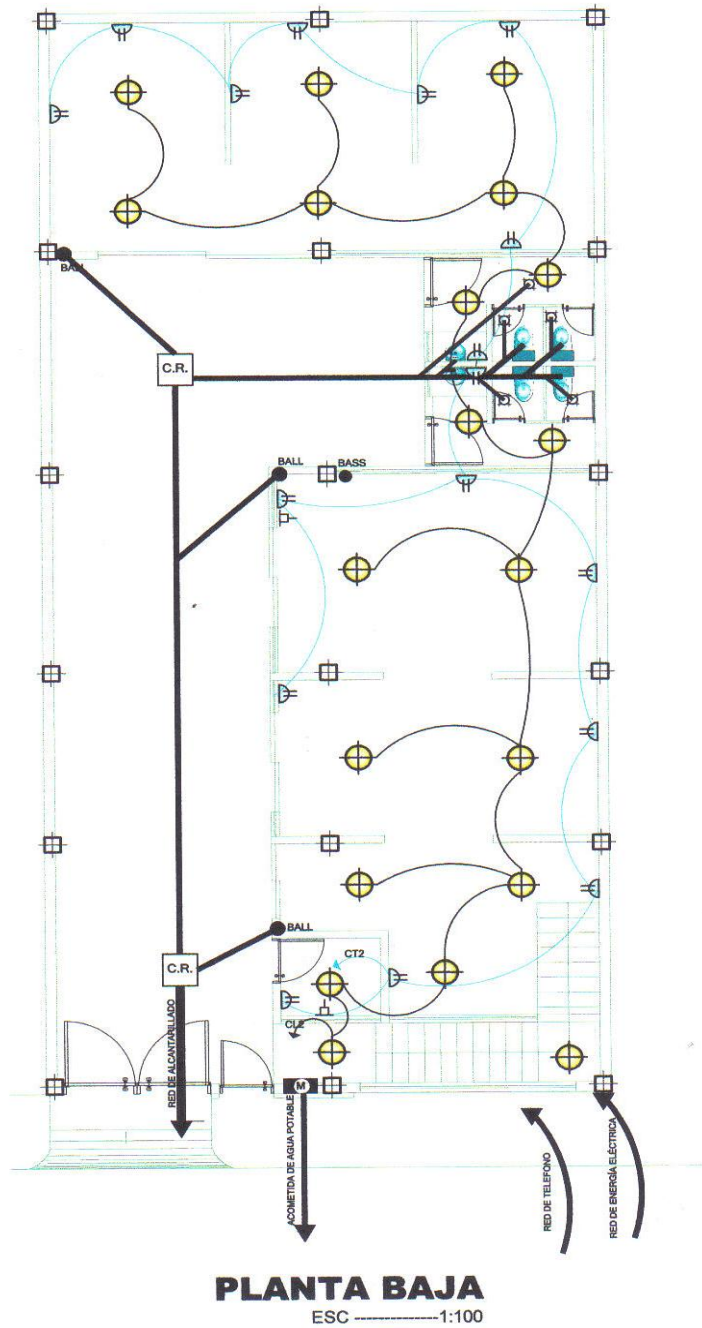 BALL
C.R.
BALL
BASS
BALL
CT2
C.R.
CL2
RED DE ALCANTARILLADO
M
ACOMETIDA DE AGUA POTABLE
RED DE TELEFONO
RED DE ENERGÍA ELÉCTRICA
PLANTA BAJA
ESC --------------1:100